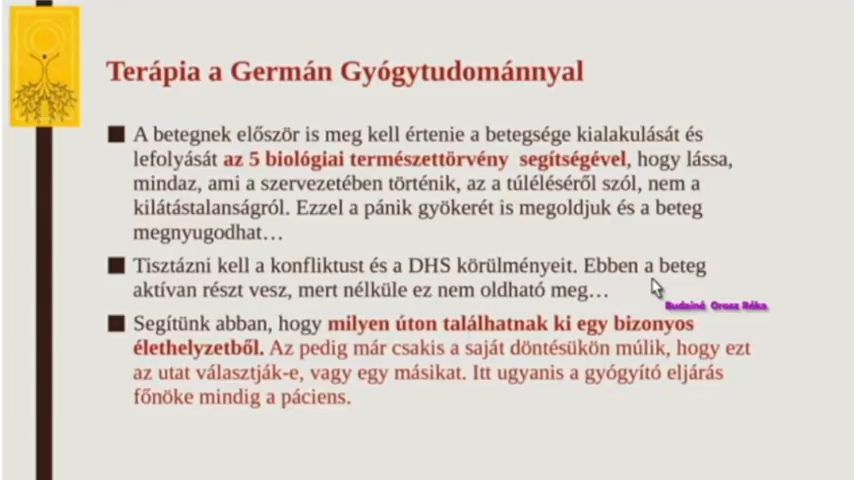 Terápia a Germán Gyógytudománnyal
A betegnek először is meg kell értenie a betegsége kialakulását és
lefolyását az 5 biológiai természettörvény segítségével, hogy lássa,
mindaz, ami a szervezetében történik, az a túléléséről szól, nem a
kilátástalanságról. Ezzel a pánik gyökerét is megoldjuk és a beteg
megnyugodhat…
Tisztázni kell a konfliktust és a DHS körülményeit. Ebben a beteg
aktívan részt vesz, mert nélküle ez nem oldható meg…
Budainé Orosz Réka
Segítünk abban, hogy milyen úton találhatnak ki egy bizonyos
élethelyzetből. Az pedig már csakis a saját döntésükön múlik, hogy ezt
az utat választják-e, vagy egy másikat. Itt ugyanis a gyógyító eljárás
főnöke mindig a páciens.